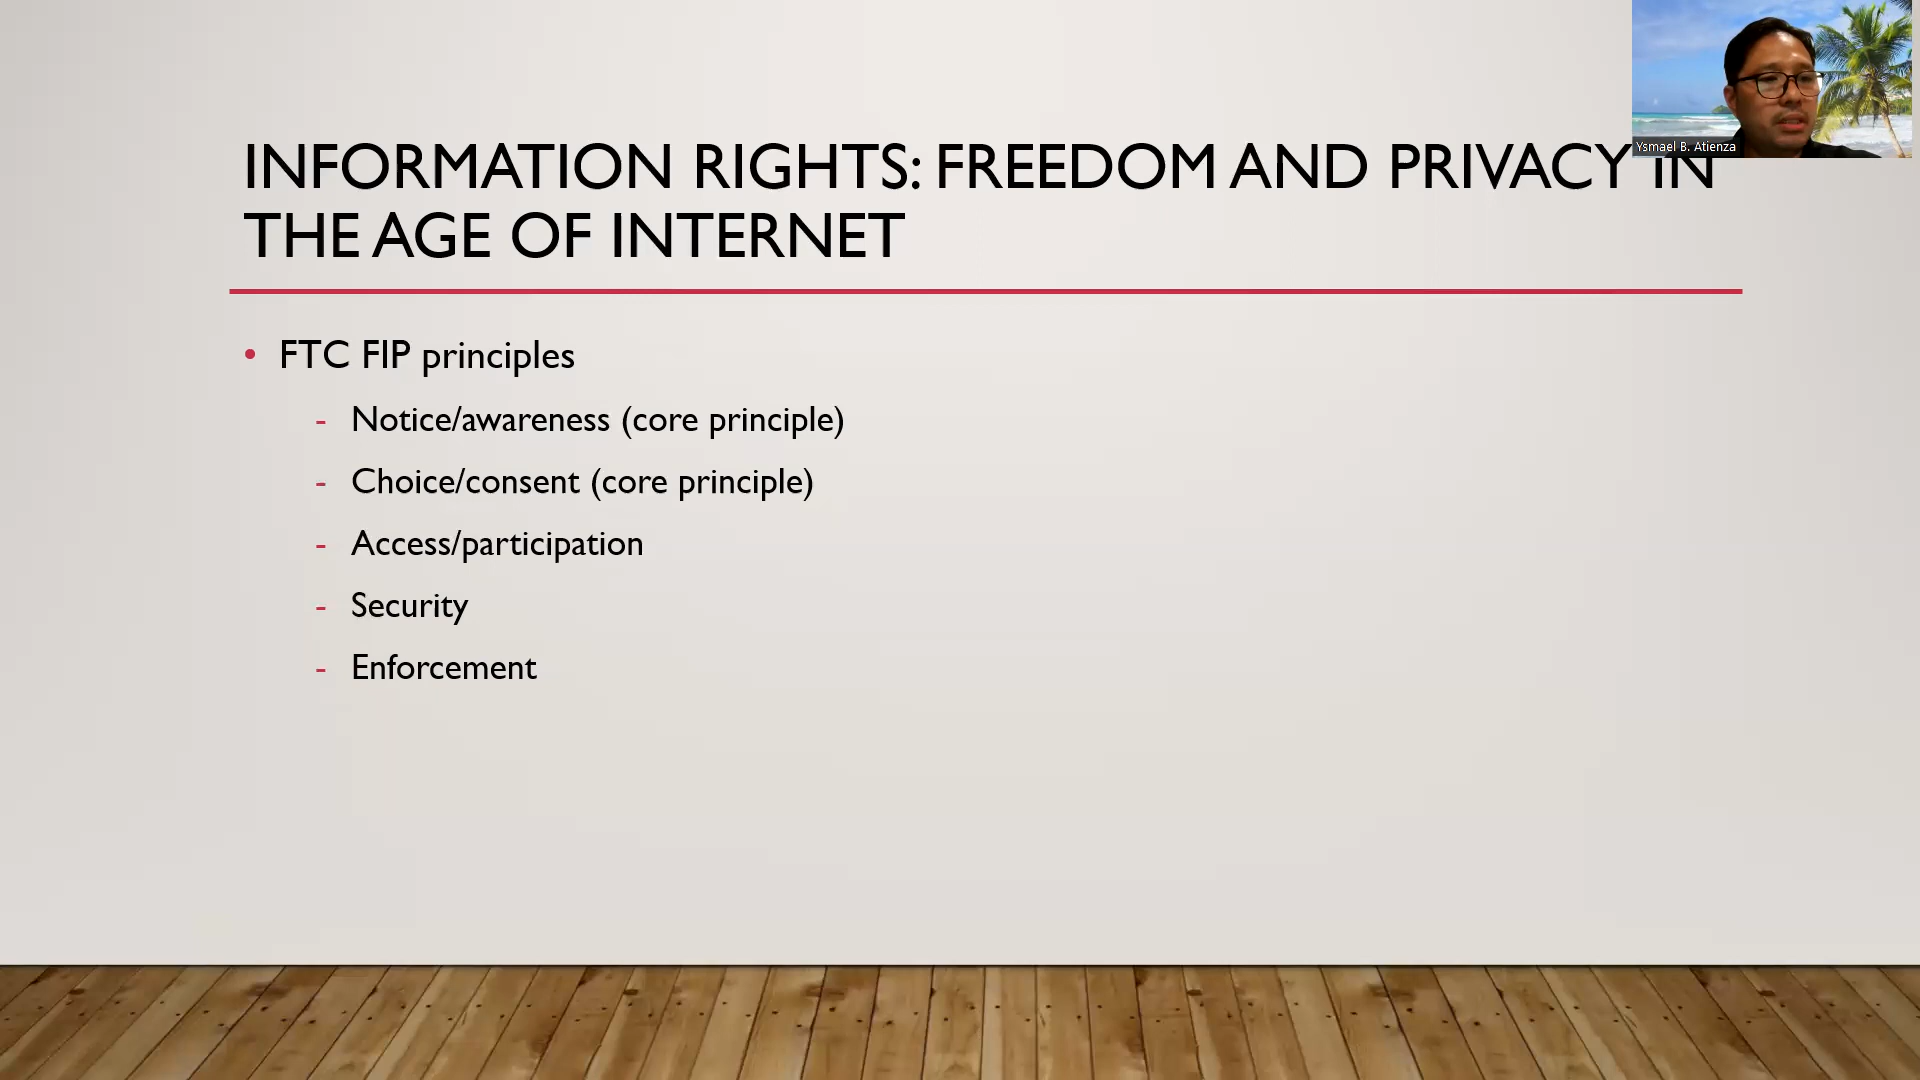 INFORMATION RIGHTS: FREEDOM AND PRIVACY IN
THE AGE OF INTERNET
Ysmael B. Atienza
• FTC FIP principles
- Notice/awareness (core principle)
- Choice/consent (core principle)
- Access/participation
- Security
- Enforcement